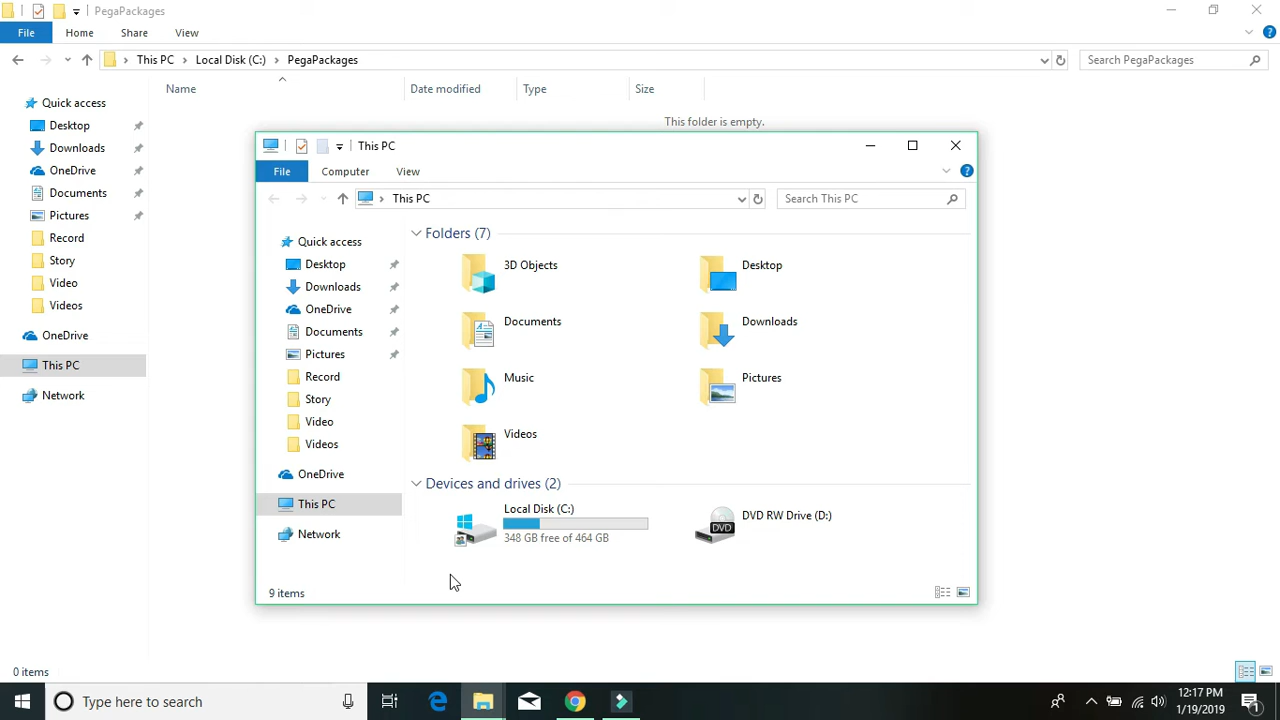 PegaPackages
File Home Share View
This PC Local Disk (C:) PegaPackages
Search PegaPackages
Name Date modified Type Size
This folder is empty.
Quick access
Desktop
Downloads
OneDrive
Documents
Pictures
Record
Story
Video
Videos
OneDrive
This PC
Network
0 items
This PC
File Computer View
This PC
Search This PC
Quick access
Desktop
Downloads
OneDrive
Documents
Pictures
Record
Story
Video
Videos
OneDrive
This PC
Network
Folders (7)
3D Objects Desktop
Documents Downloads
Music Pictures
Videos
Devices and drives (2)
Local Disk (C:)
348 GB free of 464 GB
DVD RW Drive (D:)
DVD
9 items
Type here to search
12:17 PM
1/19/2019
1